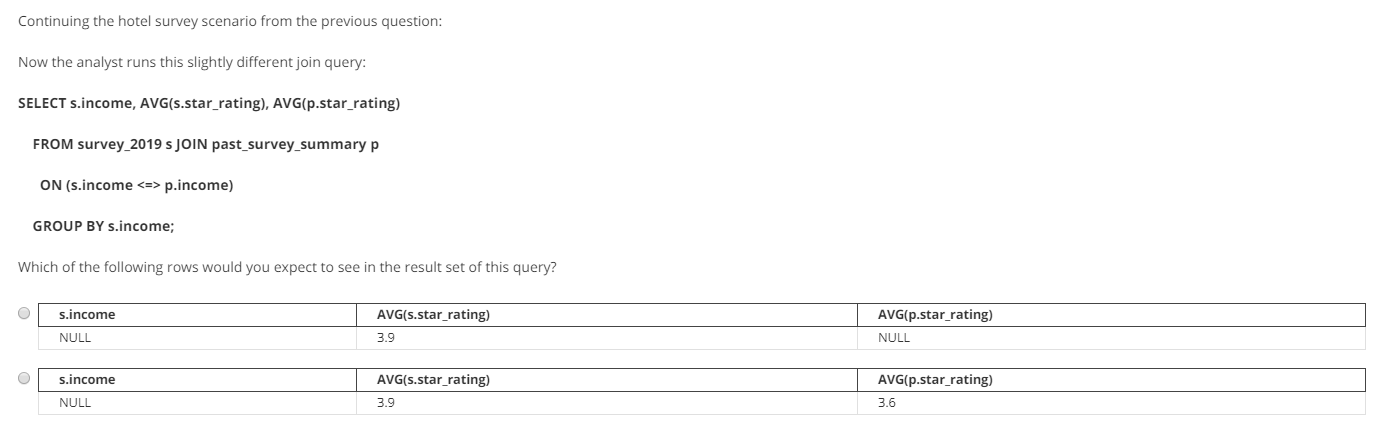 Continuing the hotel survey scenario from the previous question:
Now the analyst runs this slightly different join query:
SELECT s.income, AVG(s.star_rating), AVG(p.star_rating)
FROM survey_2019 s JOIN past_survey_summary p
ON (s.income <=> p.income)
GROUP BY s.income;
Which of the following rows would you expect to see in the result set of this query?
s.income AVG(s.star_rating) AVG(p.star_rating)
NULL 3.9 NULL
s.income AVG(s.star_rating) AVG(p.star_rating)
NULL 3.9 3.6